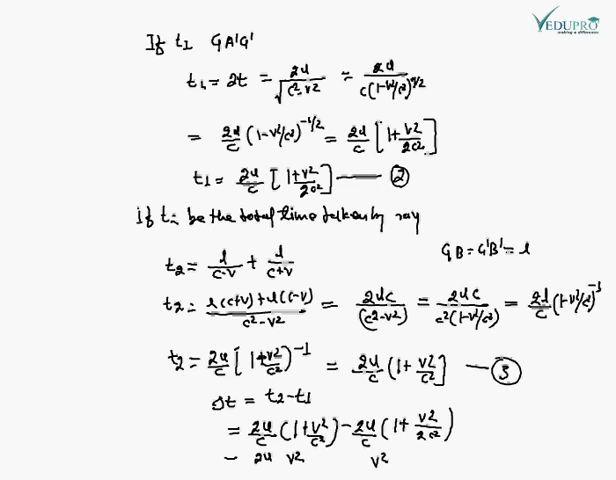 VEDUPRO
making a difference
If t1 GA'G'
t1 = 2t = 2l/√(c²-v²) = 2l/c(1-v²/c²)^1/2
= 2l/c (1-v²/c²)^-1/2 = 2l/c [1+v²/2c²]
t1 = 2l/c [1+v²/2c²] — ②
If t2 be the total time taken by ray
GB = G'B' = l
t2 = l/(c-v) + l/(c+v)
t2 = l(c+v)+l(c-v)/(c²-v²) = 2lc/(c²-v²) = 2lc/c²(1-v²/c²) = 2l/c (1-v²/c²)^-1
t2 = 2l/c [1+v²/c²)^-1 = 2l/c (1+v²/c²] — ③
Δt = t2-t1
= 2l/c (1+v²/c²) - 2l/c (1+v²/2c²)
- 2l v² v²